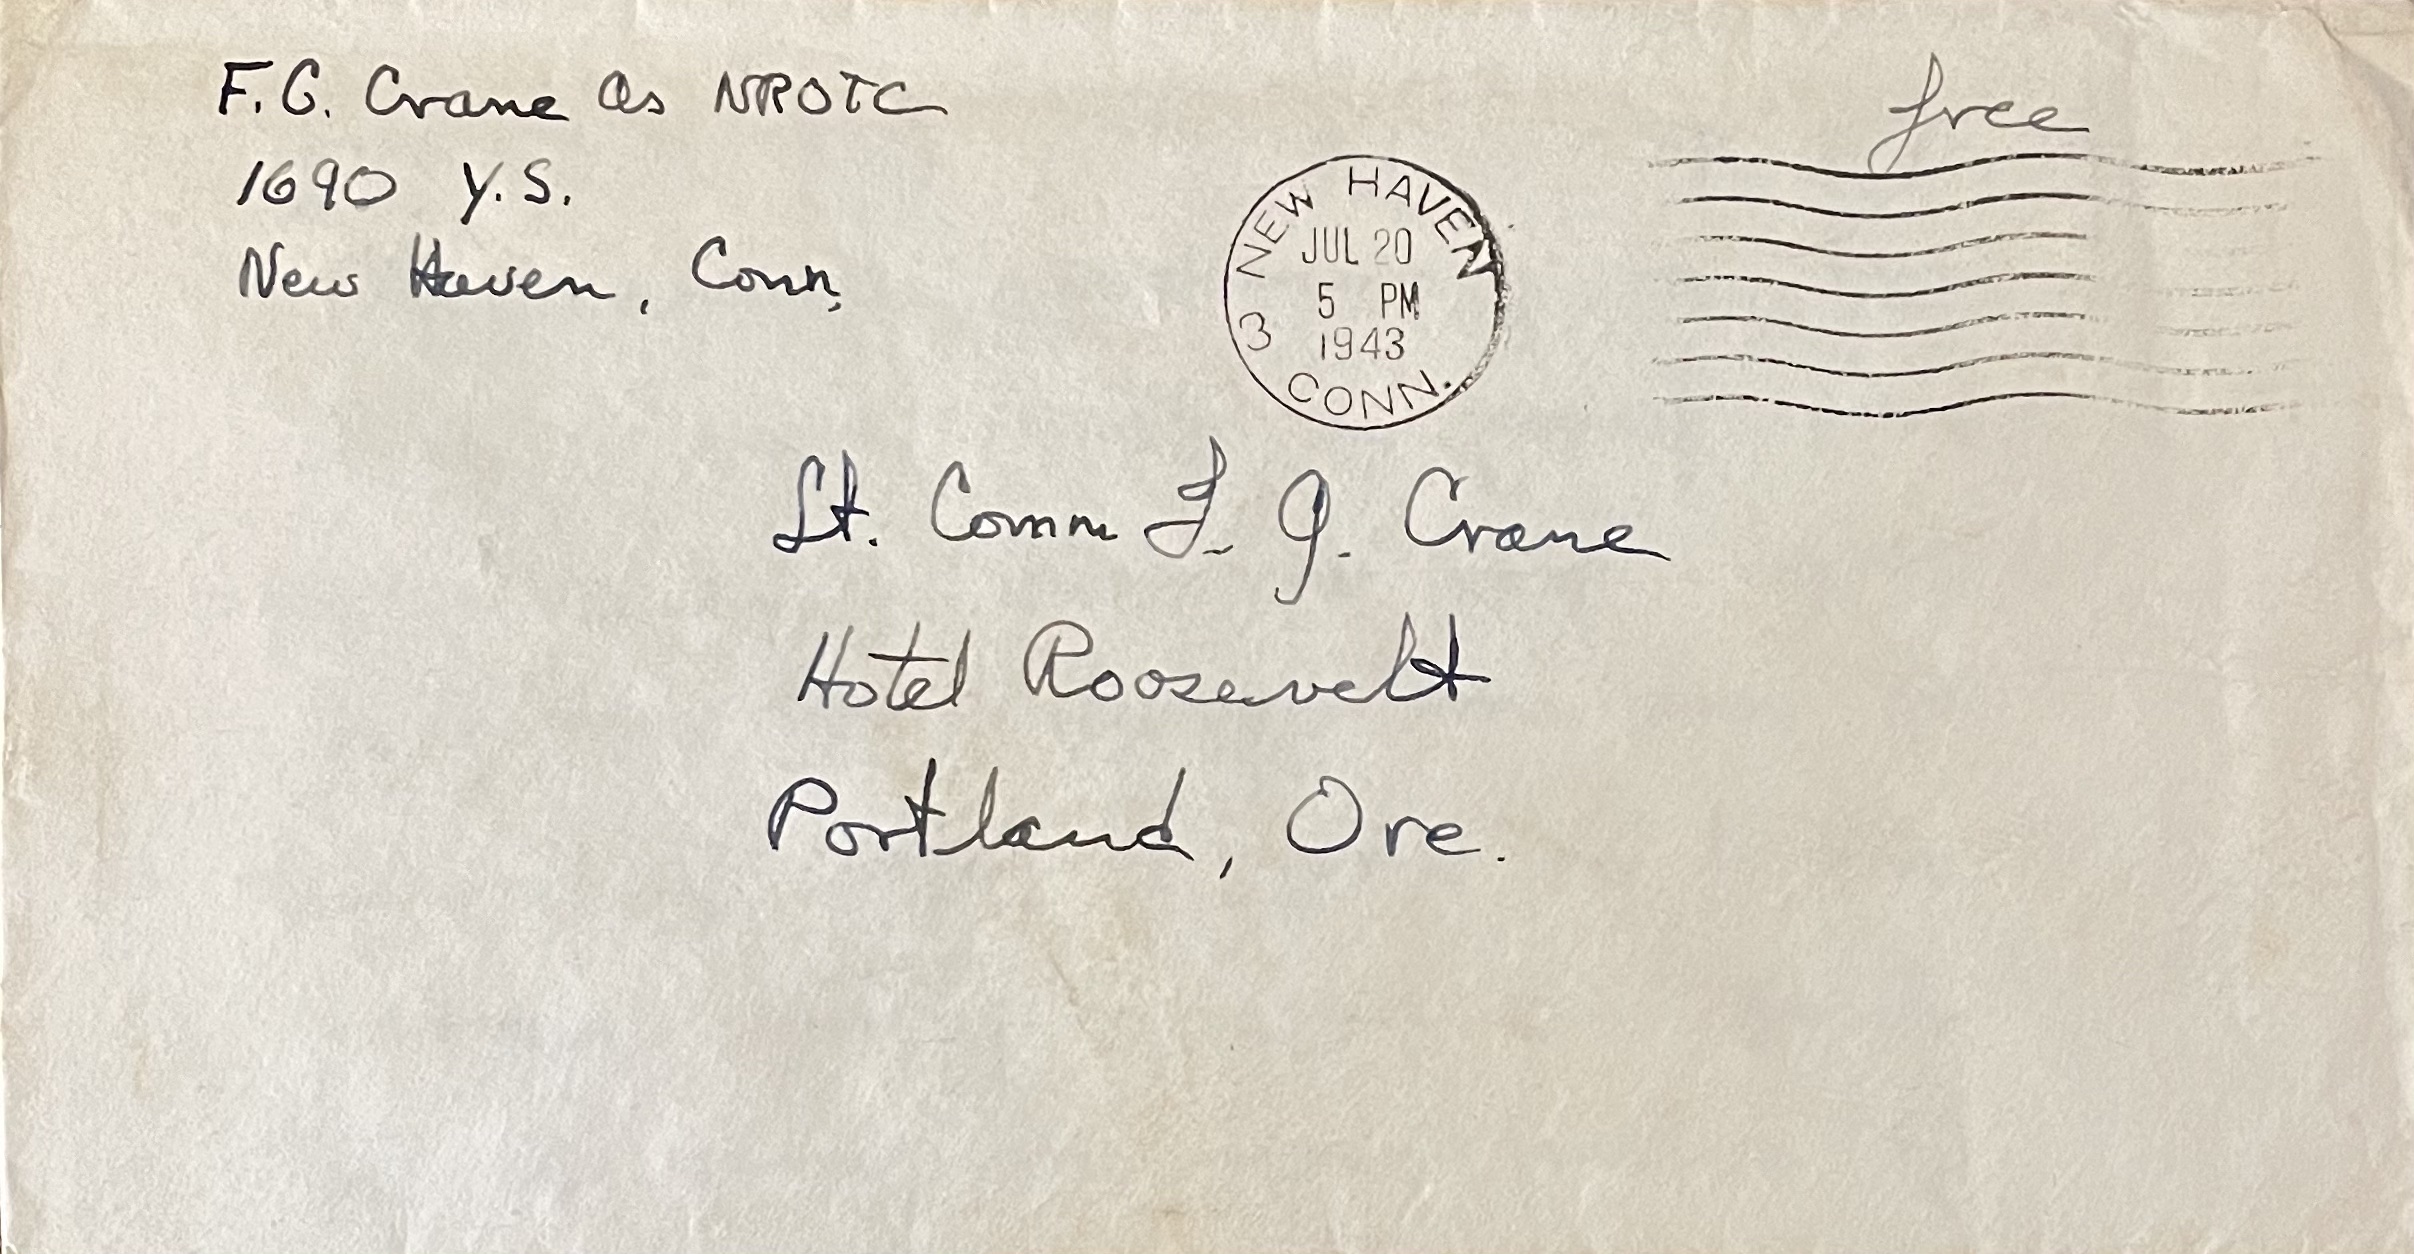 F.G. Crane As NROTC
1690 Y.S.
New Haven, Conn.
free
NEW HAVEN
JUL 20
5 PM
1943
3
CONN.
Lt. Comm F. G. Crane
Hotel Roosevelt
Portland, Ore.